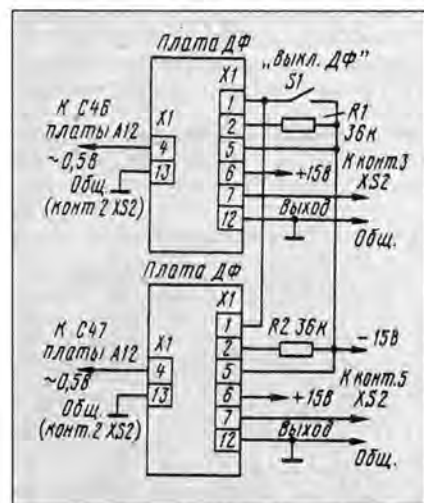 Плата ДФ
„Выкл. ДФ”
X1
S1
К С46
платы А12
X1
1
2
5
6
7
12
R1
36к
4
13
~0,5В
Общ.
(конт.2 XS2)
+15В
К конт.3
XS2
Выход
Общ.
Плата ДФ
X1
К С47
платы А12
X1
1
2
5
6
7
12
R2 36к
-15В
4
13
~0,5В
Общ.
(конт.2 XS2)
+15В
К конт.5
XS2
Выход
Общ.